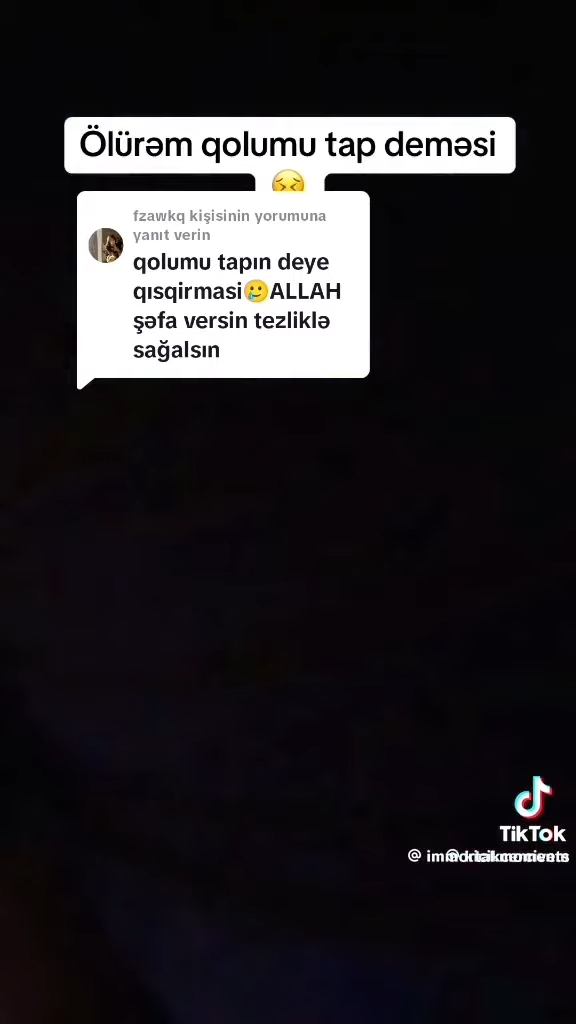 Ölürəm qolumu tap deməsi
😣
fzawkq kişisinin yorumuna
yanıt verin
qolumu tapın deye
qısqirmasi🥲ALLAH
şəfa versin tezliklə
sağalsın
TikTok